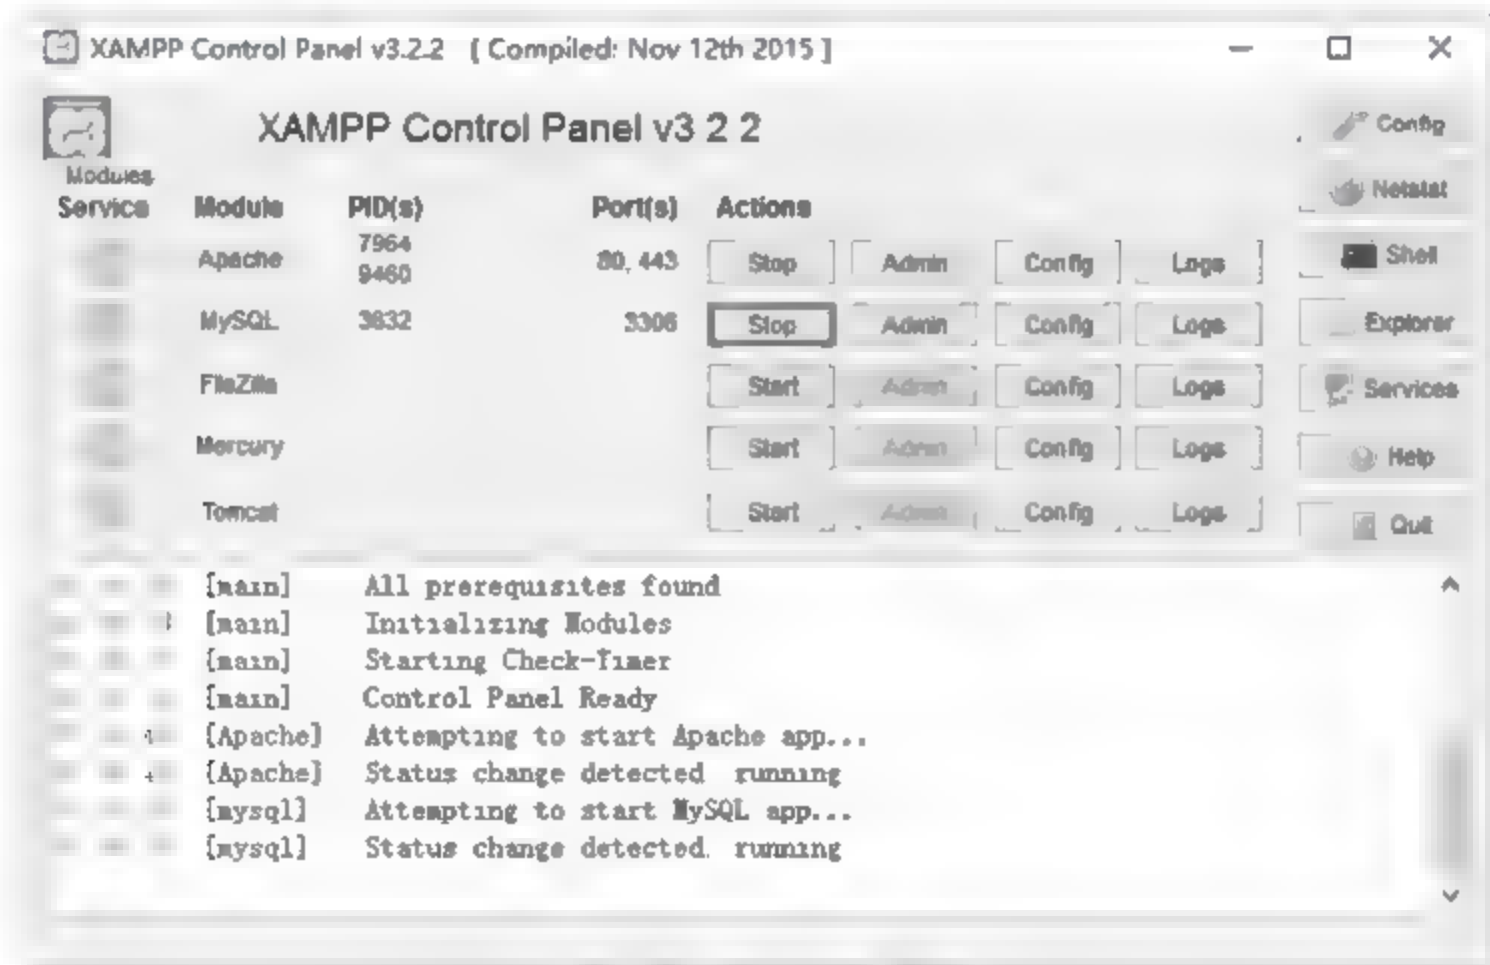 XAMPP Control Panel v3.2.2 [ Compiled: Nov 12th 2015 ]
XAMPP Control Panel v3 2 2
Config
Modules
Netstat
Service Module PID(s) Port(s) Actions
Shell
Apache 7964 9460 80, 443 Stop Admin Config Logs
MySQL 3632 3306 Stop Admin Config Logs
Explorer
FileZilla Start Admin Config Logs
Services
Mercury Start Admin Config Logs
Help
Tomcat Start Admin Config Logs
Quit
[main] All prerequisites found
[main] Initializing Modules
[main] Starting Check-Timer
[main] Control Panel Ready
[Apache] Attempting to start Apache app...
[Apache] Status change detected running
[mysql] Attempting to start MySQL app...
[mysql] Status change detected. running